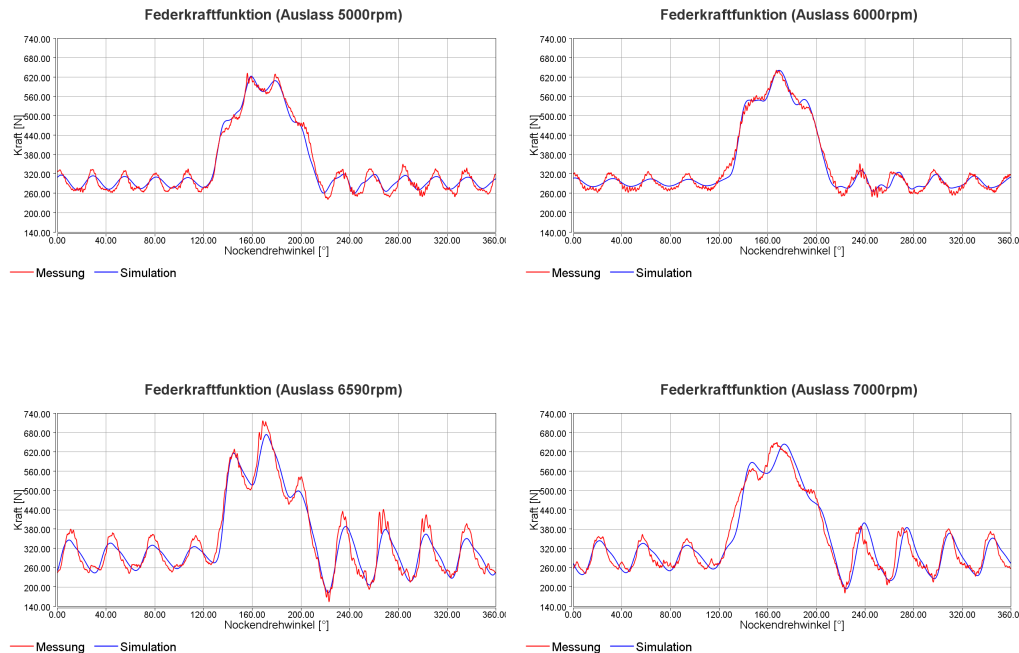 Federkraftfunktion (Auslass 5000rpm)
740.00
680.00
620.00
560.00
500.00
440.00
380.00
320.00
260.00
200.00
140.00
Kraft [N]
0.00 40.00 80.00 120.00 160.00 200.00 240.00 280.00 320.00 360.00
Nockendrehwinkel [°]
Messung Simulation
Federkraftfunktion (Auslass 6000rpm)
740.00
680.00
620.00
560.00
500.00
440.00
380.00
320.00
260.00
200.00
140.00
Kraft [N]
0.00 40.00 80.00 120.00 160.00 200.00 240.00 280.00 320.00 360.00
Nockendrehwinkel [°]
Messung Simulation
Federkraftfunktion (Auslass 6590rpm)
740.00
680.00
620.00
560.00
500.00
440.00
380.00
320.00
260.00
200.00
140.00
Kraft [N]
0.00 40.00 80.00 120.00 160.00 200.00 240.00 280.00 320.00 360.00
Nockendrehwinkel [°]
Messung Simulation
Federkraftfunktion (Auslass 7000rpm)
740.00
680.00
620.00
560.00
500.00
440.00
380.00
320.00
260.00
200.00
140.00
Kraft [N]
0.00 40.00 80.00 120.00 160.00 200.00 240.00 280.00 320.00 360.00
Nockendrehwinkel [°]
Messung Simulation